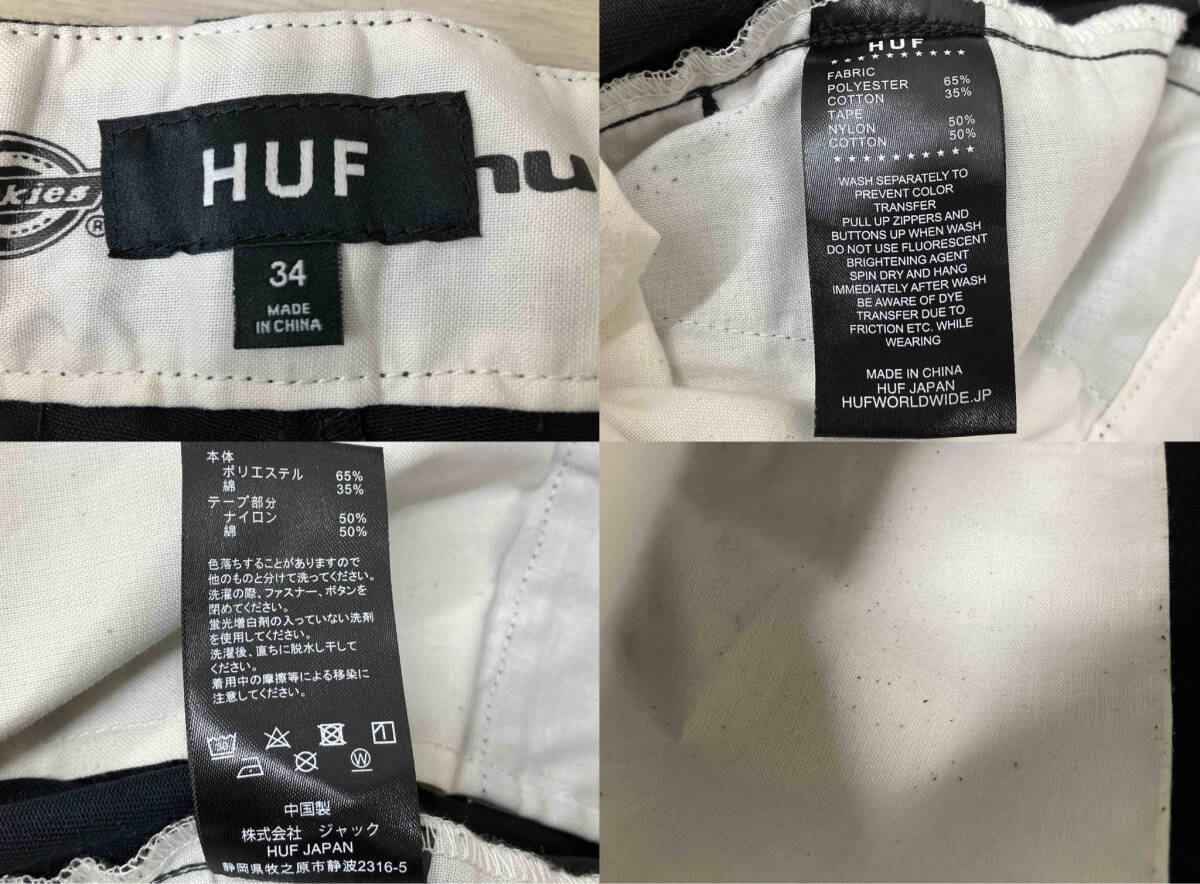 kies
R
HUF
hu
34
MADE
IN CHINA
HUF
FABRIC
POLYESTER 65%
COTTON 35%
TAPE
NYLON 50%
COTTON 50%
WASH SEPARATELY TO
PREVENT COLOR
TRANSFER
PULL UP ZIPPERS AND
BUTTONS UP WHEN WASH
DO NOT USE FLUORESCENT
BRIGHTENING AGENT
SPIN DRY AND HANG
IMMEDIATELY AFTER WASH
BE AWARE OF DYE
TRANSFER DUE TO
FRICTION ETC. WHILE
WEARING
MADE IN CHINA
HUF JAPAN
HUFWORLDWIDE.JP
本体
ポリエステル 65%
綿 35%
テープ部分
ナイロン 50%
綿 50%
色落ちすることがありますので
他のものと分けて洗ってください。
洗濯の際、ファスナー、ボタンを
閉めてください。
蛍光増白剤の入っていない洗剤
を使用してください。
洗濯後、直ちに脱水し干して
ください。
着用中の摩擦等による移染に
注意してください。
W
中国製
株式会社 ジャック
HUF JAPAN
静岡県牧之原市静波2316-5